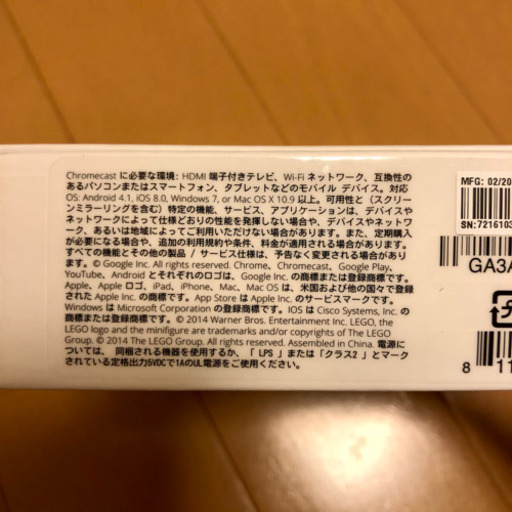 Chromecast に必要な環境: HDMI 端子付きテレビ、Wi-Fi ネットワーク、互換性の
あるパソコンまたはスマートフォン、タブレットなどのモバイル デバイス。対応
OS: Android 4.1, iOS 8.0, Windows 7, or Mac OS X 10.9 以上。可用性と（スクリー
ンミラーリングを含む）特定の機能、サービス、アプリケーションは、デバイスや
ネットワークによって仕様どおりの性能を発揮しない場合や、デバイスやネットワ
ーク、あるいは地域によってご利用いただけない場合があります。また、定期購入
が必要になる場合や、追加の利用規約や条件、料金が適用される場合があります。
すべての機能とその他の製品 / サービス仕様は、予告なく変更される場合があり
ます。© Google Inc. All rights reserved. Chrome、Chromecast、Google Play、
YouTube、Android とそれぞれのロゴは、Google Inc. の商標または登録商標です。
Apple、Apple ロゴ、iPad、iPhone、Mac、Mac OS は、米国および他の国々で登録
された Apple Inc. の商標です。App Store は Apple Inc. のサービスマークです。
Windows は Microsoft Corporation の登録商標です。IOS は Cisco Systems, Inc. の商
標または登録商標です。© 2014 Warner Bros. Entertainment Inc. LEGO, the
LEGO logo and the minifigure are trademarks and/or copyrights of The LEGO
Group. © 2014 The LEGO Group. All rights reserved. Assembled in China. 電源に
ついては、同梱される機器を使用するか、「 LPS 」または「クラス2 」とマーク
されている定格出力5VDCで1AのUL電源をご使用ください。
MFG: 02/20
SN:7216103
GA3A
8 11